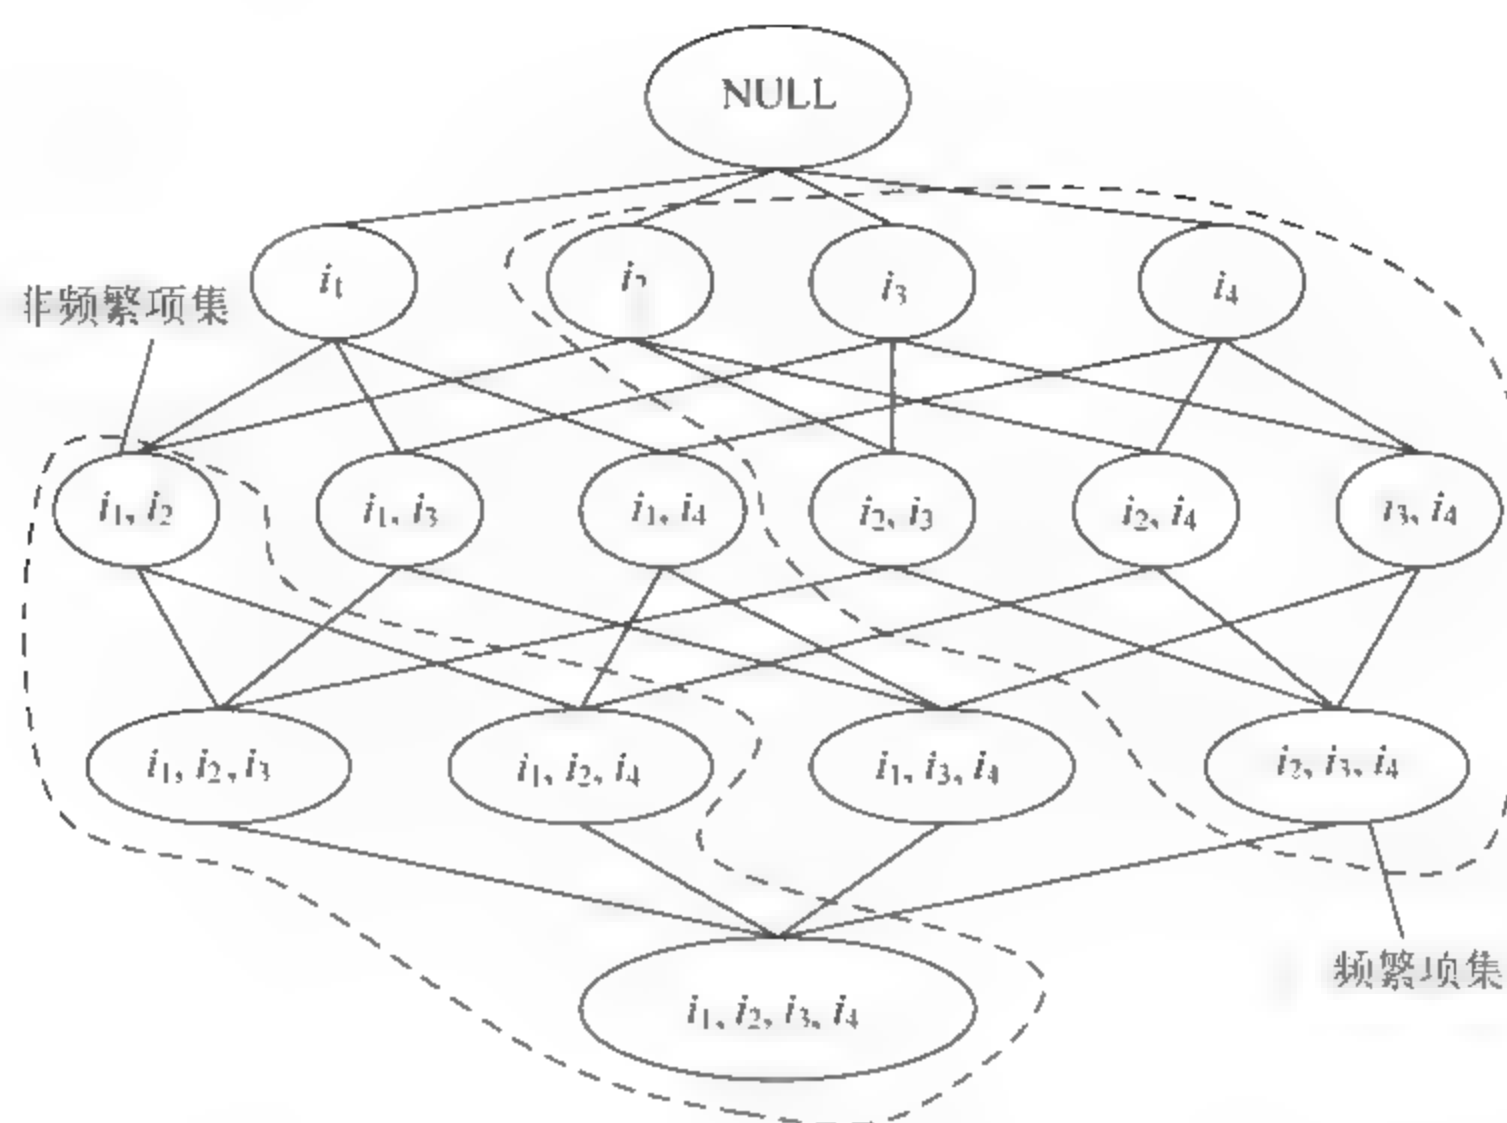 NULL
i₁
i₂
i₃
i₄
非频繁项集
i₁, i₂
i₁, i₃
i₁, i₄
i₂, i₃
i₂, i₄
i₃, i₄
i₁, i₂, i₃
i₁, i₂, i₄
i₁, i₃, i₄
i₂, i₃, i₄
频繁项集
i₁, i₂, i₃, i₄